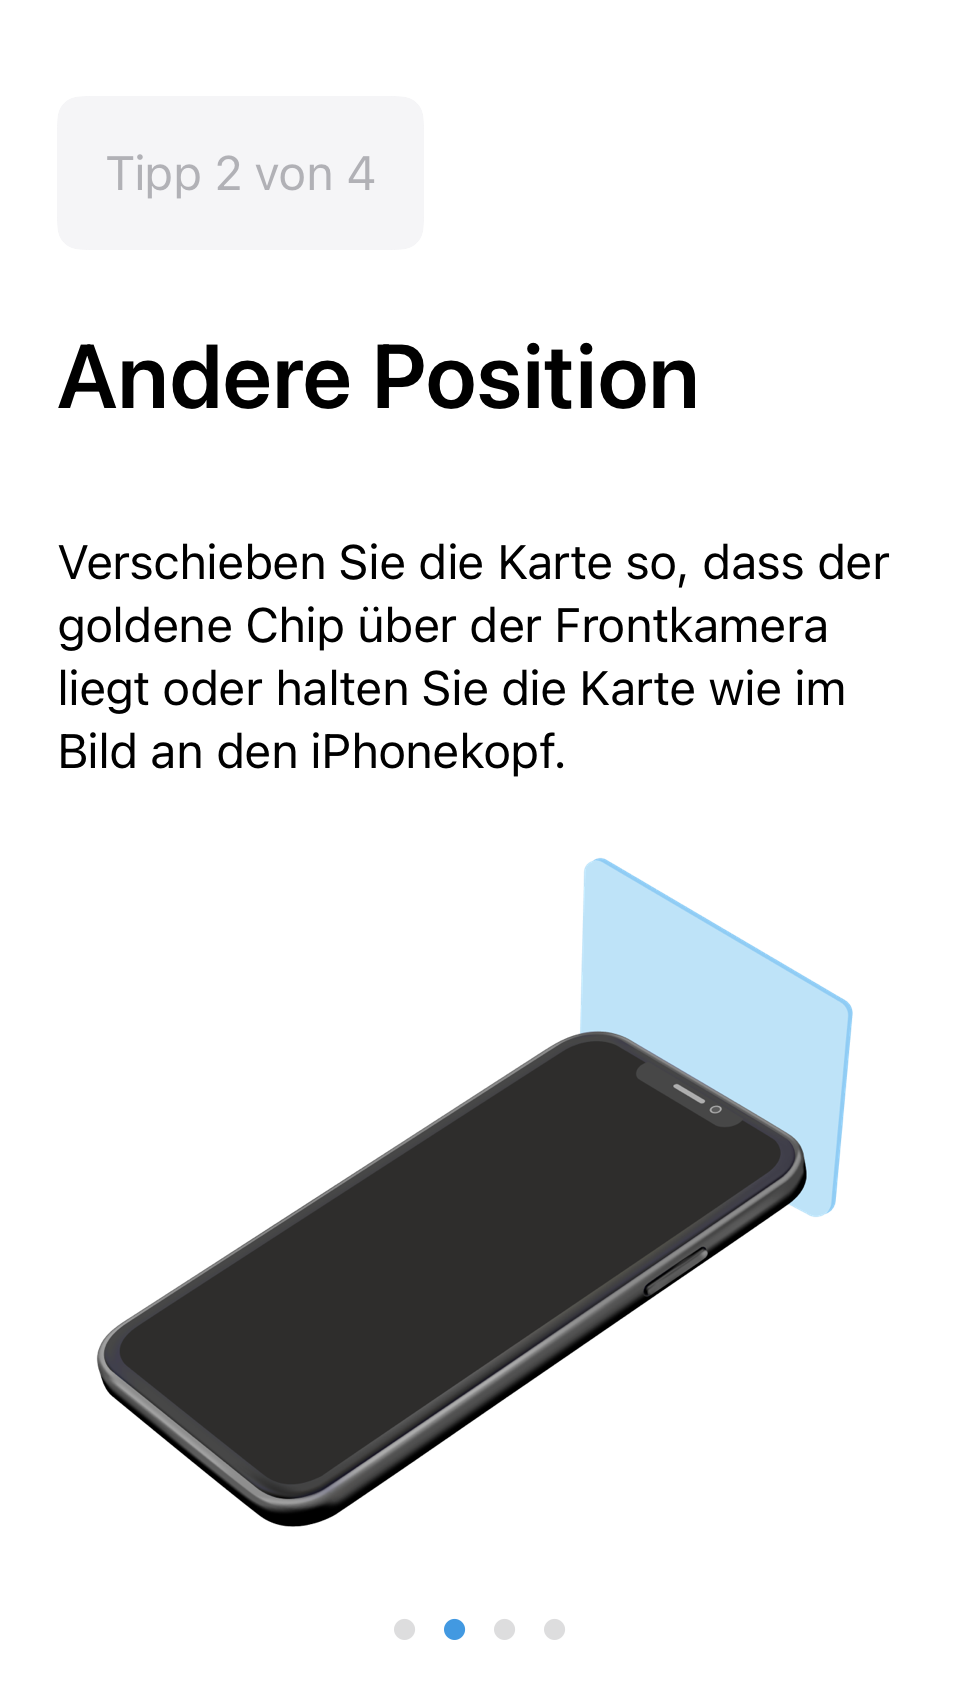 Tipp 2 von 4
Andere Position
Verschieben Sie die Karte so, dass der
goldene Chip über der Frontkamera
liegt oder halten Sie die Karte wie im
Bild an den iPhonekopf.